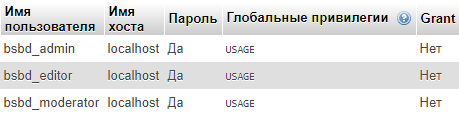 Имя пользователя Имя хоста Пароль Глобальные привилегии Grant
bsbd_admin localhost Да USAGE Нет
bsbd_editor localhost Да USAGE Нет
bsbd_moderator localhost Да USAGE Нет